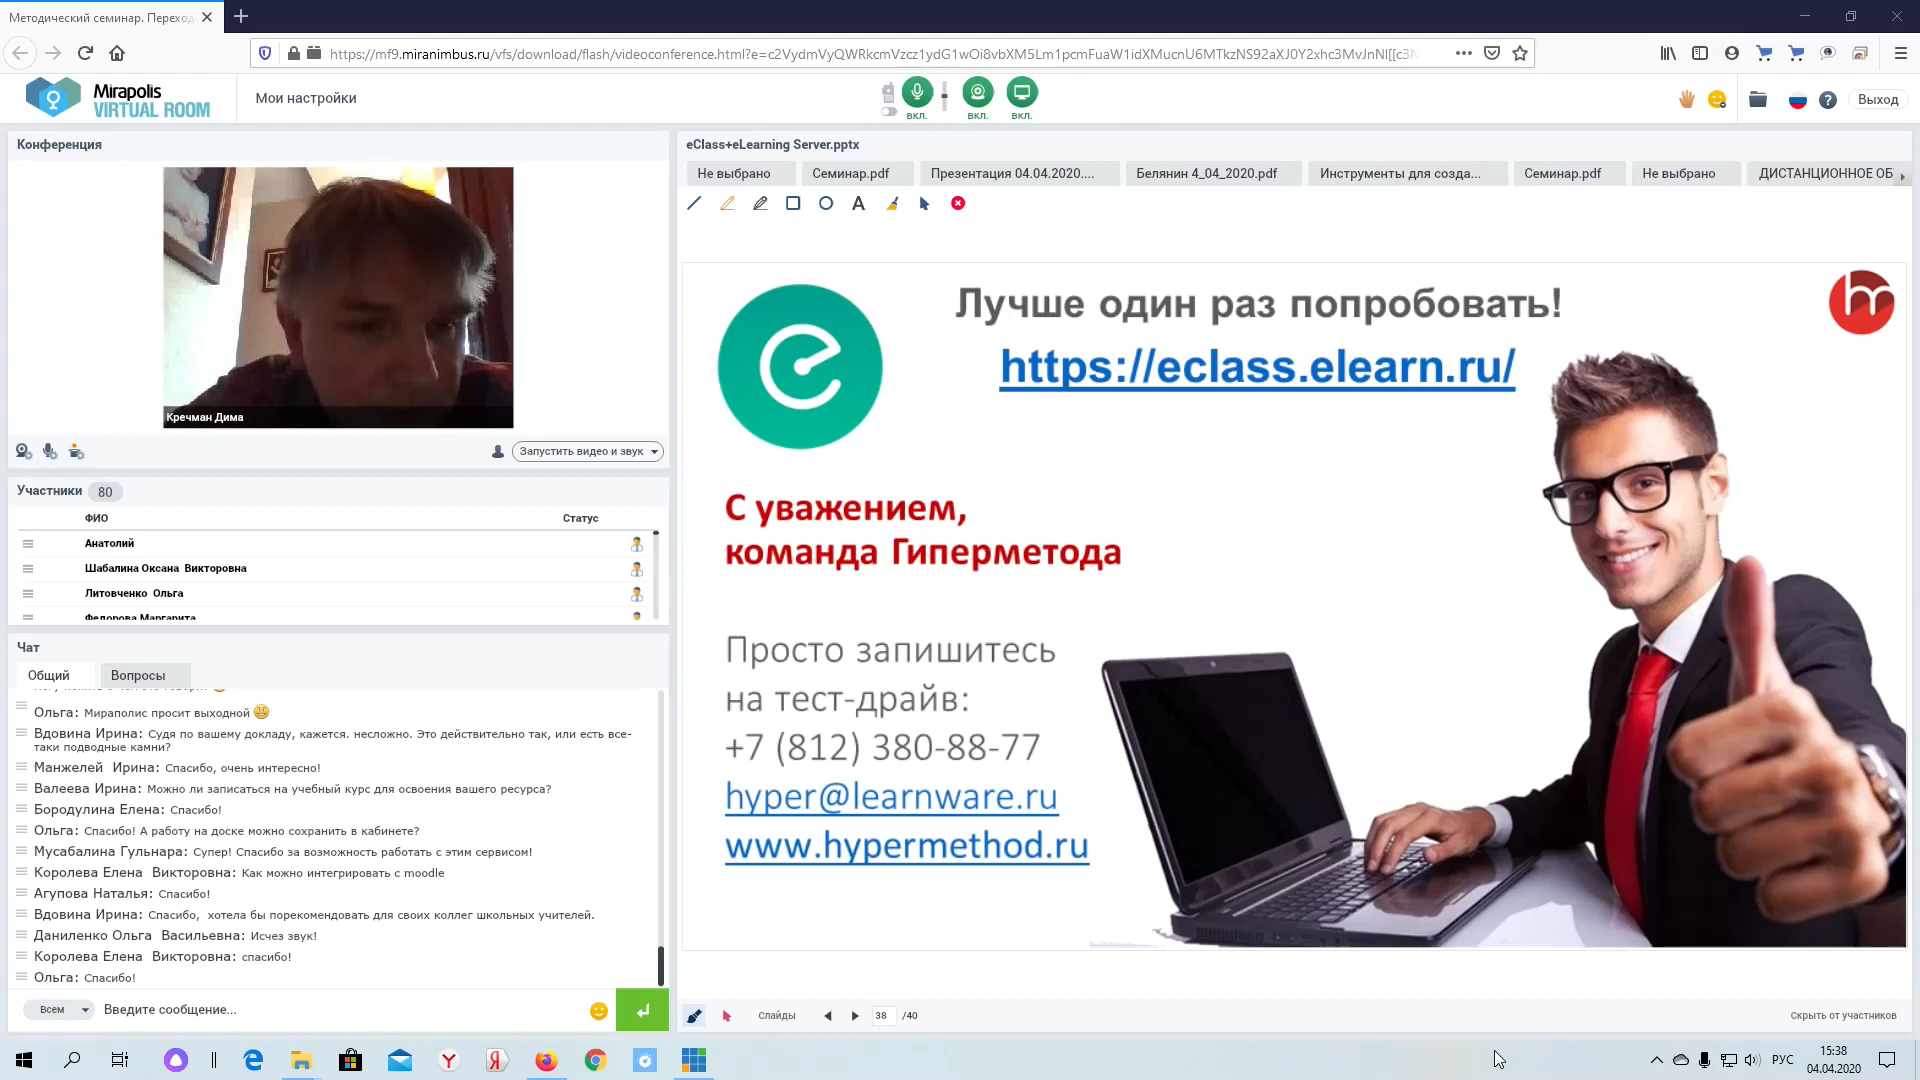 Методический семинар. Переход
https://mf9.miranimbus.ru/vfs/download/flash/videoconference.html?e=c2VydmVyQWRkcmVzcz1ydG1wOi8vbXM5Lm1pcmFuaW1idXMucnU6MTkzNS92aXJ0Y2xhc3MvJnNl[[c3N
Mirapolis
VIRTUAL ROOM
Мои настройки
вкл.
вкл.
вкл.
Выход
Конференция
Кречман Дима
Запустить видео и звук
Участники 80
ФИО Статус
Анатолий
Шабалина Оксана Викторовна
Литовченко Ольга
Федорова Маргарита
Чат
Общий Вопросы
Ольга: Мираполис просит выходной
Вдовина Ирина: Судя по вашему докладу, кажется. несложно. Это действительно так, или есть все-
таки подводные камни?
Манжелей Ирина: Спасибо, очень интересно!
Валеева Ирина: Можно ли записаться на учебный курс для освоения вашего ресурса?
Бородулина Елена: Спасибо!
Ольга: Спасибо! А работу на доске можно сохранить в кабинете?
Мусабалина Гульнара: Супер! Спасибо за возможность работать с этим сервисом!
Королева Елена Викторовна: Как можно интегрировать с moodle
Агупова Наталья: Спасибо!
Вдовина Ирина: Спасибо, хотела бы порекомендовать для своих коллег школьных учителей.
Даниленко Ольга Васильевна: Исчез звук!
Королева Елена Викторовна: спасибо!
Ольга: Спасибо!
Всем Введите сообщение...
eClass+eLearning Server.pptx
Не выбрано Семинар.pdf Презентация 04.04.2020.... Белянин 4_04_2020.pdf Инструменты для созда... Семинар.pdf Не выбрано ДИСТАНЦИОННОЕ ОБ
A
Лучше один раз попробовать!
https://eclass.elearn.ru/
С уважением,
команда Гиперметода
Просто запишитесь
на тест-драйв:
+7 (812) 380-88-77
hyper@learnware.ru
www.hypermethod.ru
Слайды 38 /40
Скрыть от участников
РУС
15:38
04.04.2020